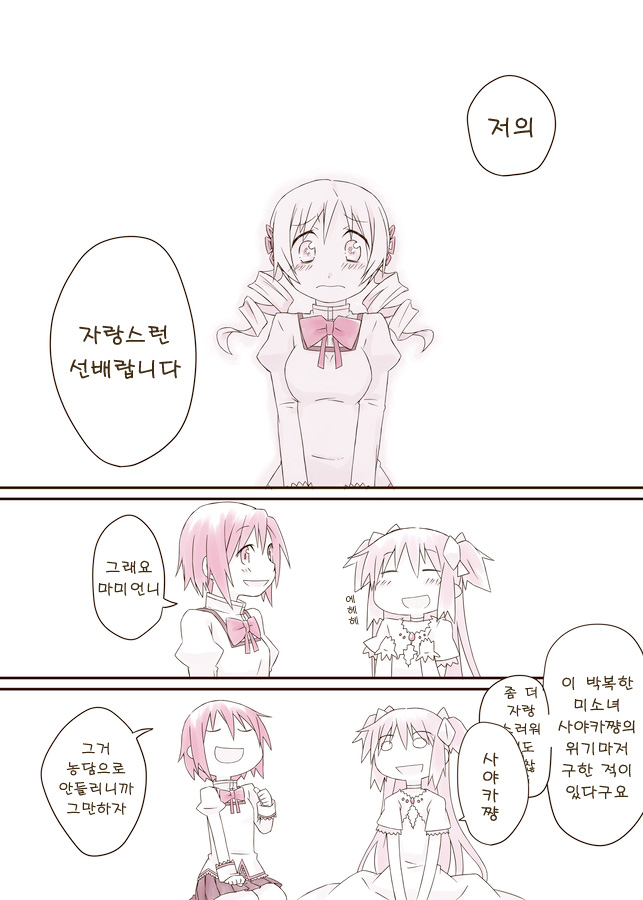 저의
자랑스런
선배랍니다
그래요
마미언니
에
헤
헤
이 박복한
미소녀
사야카쨩의
위기마저
구한 적이
있다구요
좀 더
자랑
스러워
도
찮
사
야
카
쨩
그거
농담으로
안들리니까
그만하자